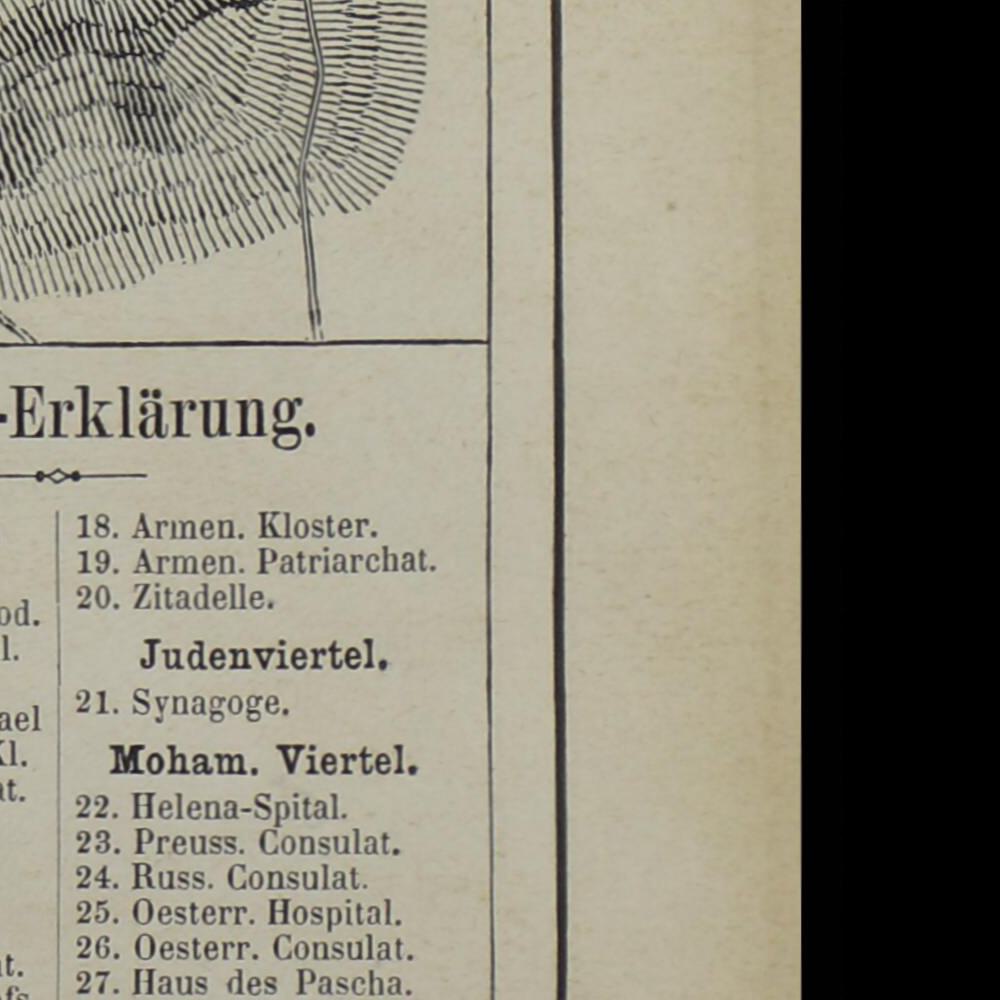 -Erklärung.
od.
l.
ael
Kl.
at.
t.
fs
18. Armen. Kloster.
19. Armen. Patriarchat.
20. Zitadelle.
Judenviertel.
21. Synagoge.
Moham. Viertel.
22. Helena-Spital.
23. Preuss. Consulat.
24. Russ. Consulat.
25. Oesterr. Hospital.
26. Oesterr. Consulat.
27. Haus des Pascha.